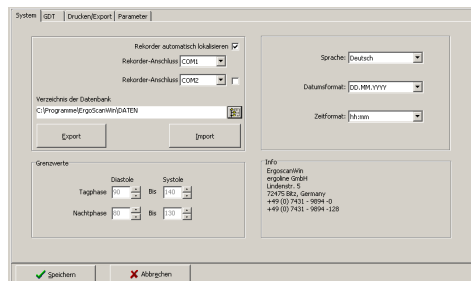 System GDT Drucken/Export Parameter
Rekorder automatisch lokalisieren
Rekorder-Anschluss COM1
Rekorder-Anschluss COM2
Verzeichnis der Datenbank
C:\Programme\ErgoScanWin\DATEN
Export Import
Sprache: Deutsch
Datumsformat: DD.MM.YYYY
Zeitformat: hh:mm
Grenzwerte
Diastole Systole
Tagphase 90 Bis 140
Nachtphase 80 Bis 130
Info
ErgoscanWin
ergoline GmbH
Lindenstr. 5
72475 Bitz, Germany
+49 (0) 7431 - 9894 -0
+49 (0) 7431 - 9894 -128
Speichern Abbrechen